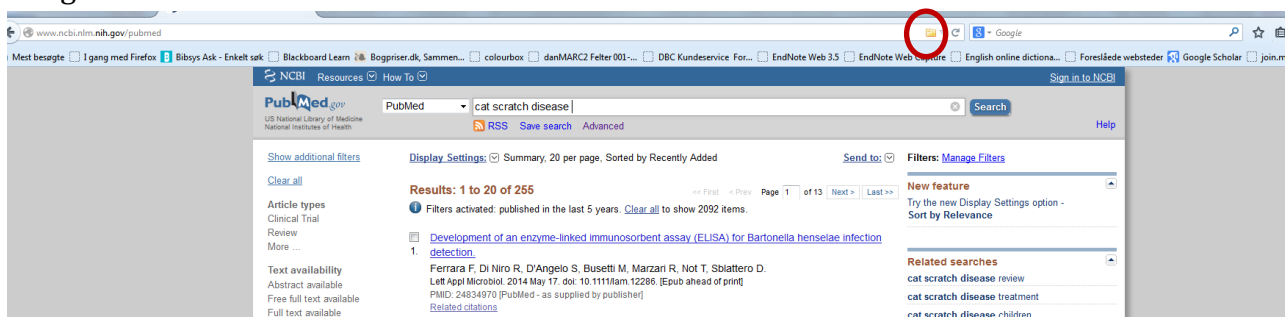 www.ncbi.nlm.nih.gov/pubmed
Google
Mest besøgte I gang med Firefox Bibsys Ask - Enkelt søk Blackboard Learn Bogpriser.dk, Sammen... colourbox danMARC2 Felter 001-... DBC Kundeservice For... EndNote Web 3.5 EndNote Web Capture English online dictiona... Foreslåede websteder Google Scholar join.m
NCBI Resources How To Sign in to NCBI
PubMed.gov
US National Library of Medicine
National Institutes of Health
PubMed cat scratch disease Search
RSS Save search Advanced Help
Show additional filters
Clear all
Article types
Clinical Trial
Review
More ...
Text availability
Abstract available
Free full text available
Full text available
Display Settings: Summary, 20 per page, Sorted by Recently Added Send to:
Results: 1 to 20 of 255 << First < Prev Page 1 of 13 Next > Last >>
Filters activated: published in the last 5 years. Clear all to show 2092 items.
Development of an enzyme-linked immunosorbent assay (ELISA) for Bartonella henselae infection
1. detection.
Ferrara F, Di Niro R, D'Angelo S, Busetti M, Marzari R, Not T, Sblattero D.
Lett Appl Microbiol. 2014 May 17. doi: 10.1111/lam.12286. [Epub ahead of print]
PMID: 24834970 [PubMed - as supplied by publisher]
Related citations
Filters: Manage Filters
New feature
Try the new Display Settings option -
Sort by Relevance
Related searches
cat scratch disease review
cat scratch disease treatment
cat scratch disease children